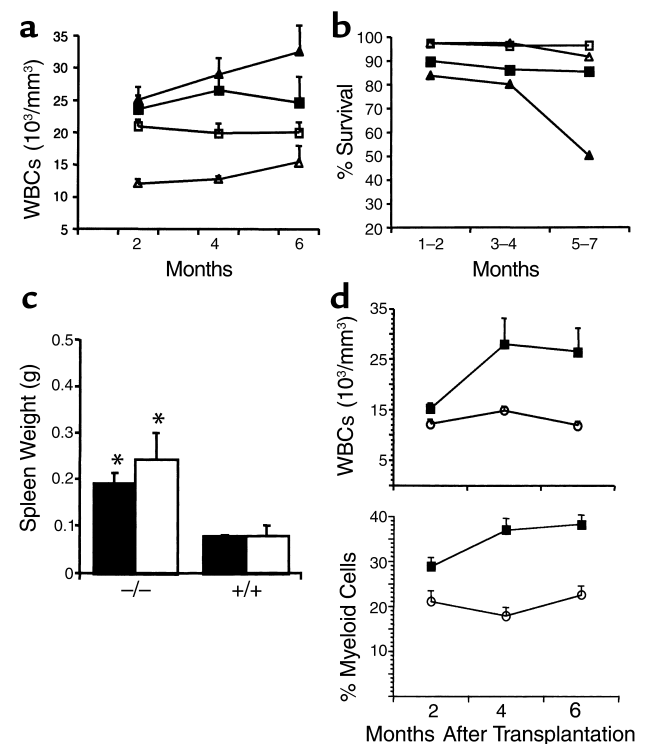 a
WBCs (10³/mm³)
35
30
25
20
15
10
5
2 4 6
Months
b
% Survival
100
90
80
70
60
50
40
30
20
1–2 3–4 5–7
Months
c
Spleen Weight (g)
0.5
0.4
0.3
0.2
0.1
0
* *
–/– +/+
d
WBCs (10³/mm³)
35
25
15
5
% Myeloid Cells
40
30
20
10
2 4 6
Months After Transplantation